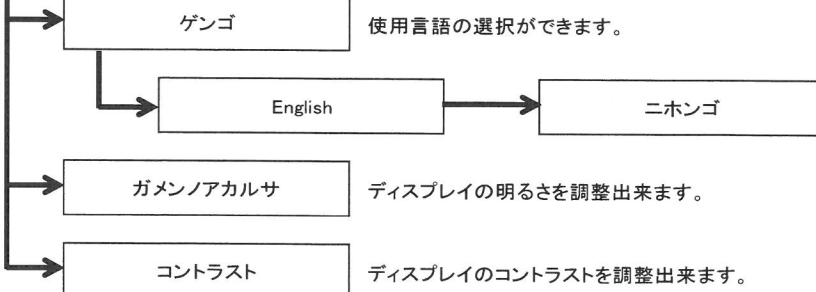 ゲンゴ 使用言語の選択ができます。
English ニホンゴ
ガメンノアカルサ ディスプレイの明るさを調整出来ます。
コントラスト ディスプレイのコントラストを調整出来ます。